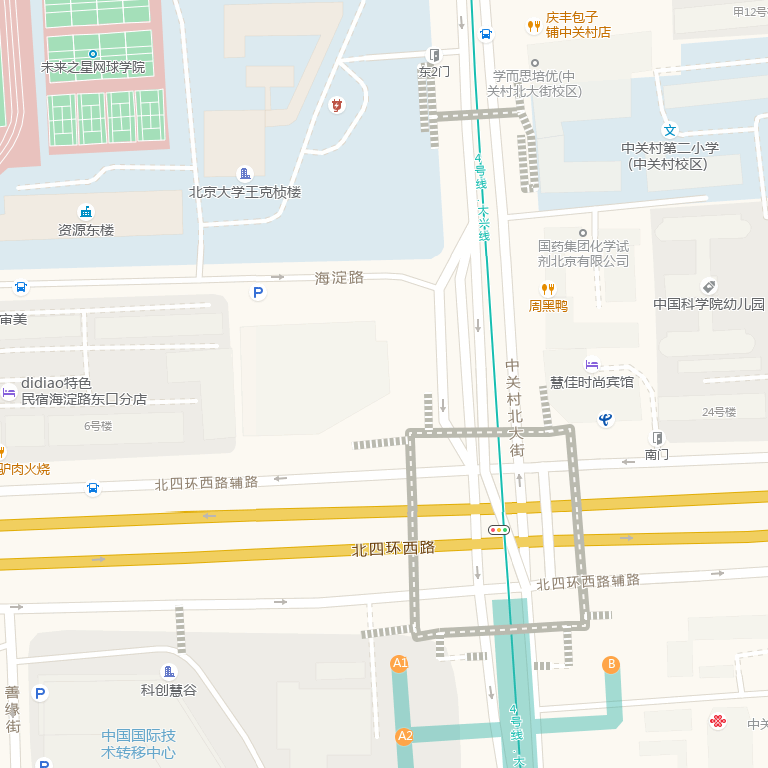 庆丰包子
铺中关村店
甲12号
未来之星网球学院
东2门
学而思培优(中
关村北大街校区)
4号线·大兴线
中关村第二小学
(中关村校区)
北京大学王克桢楼
资源东楼
国药集团化学试
剂北京有限公司
海淀路
P
周黑鸭
中国科学院幼儿园
审美
中关村北大街
慧佳时尚宾馆
didiao特色
民宿海淀路东口分店
6号楼
24号楼
南门
驴肉火烧
北四环西路辅路
北四环西路
北四环西路辅路
A1
B
科创慧谷
P
善缘街
4号线·大
A2
中国国际技
术转移中心
中关
P